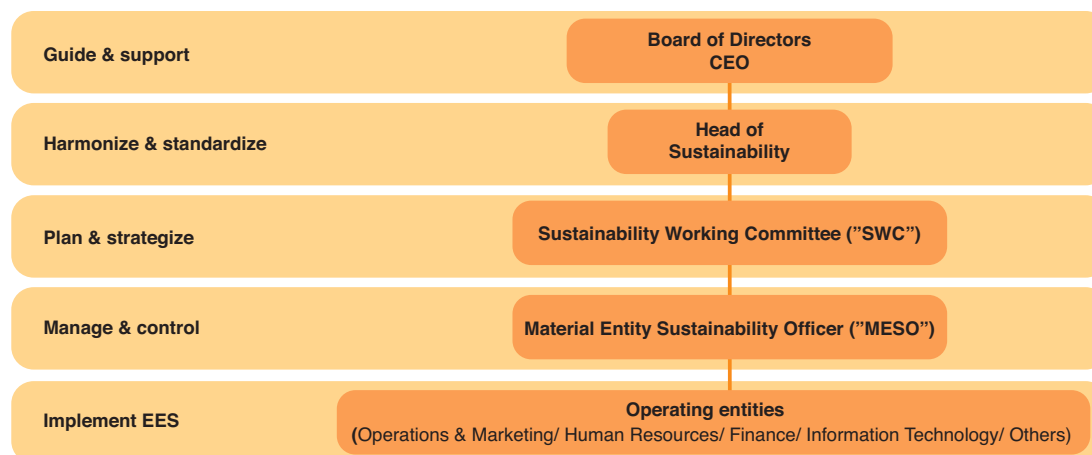 Guide & support
Board of Directors
CEO
Harmonize & standardize
Head of
Sustainability
Plan & strategize
Sustainability Working Committee (”SWC”)
Manage & control
Material Entity Sustainability Officer (”MESO”)
Implement EES
Operating entities
(Operations & Marketing/ Human Resources/ Finance/ Information Technology/ Others)